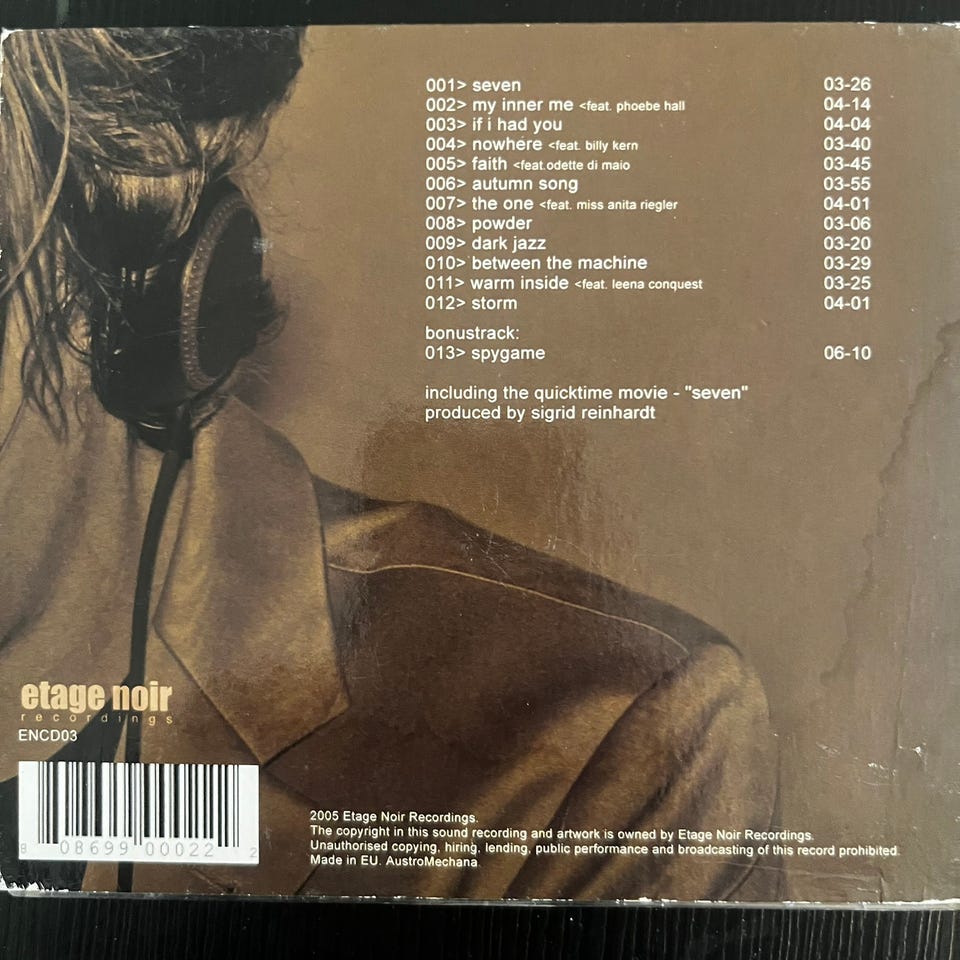 001> seven 03-26
002> my inner me <feat. phoebe hall 04-14
003> if i had you 04-04
004> nowhere <feat. billy kern 03-40
005> faith <feat.odette di maio 03-45
006> autumn song 03-55
007> the one <feat. miss anita riegler 04-01
008> powder 03-06
009> dark jazz 03-20
010> between the machine 03-29
011> warm inside <feat. leena conquest 03-25
012> storm 04-01
bonustrack:
013> spygame 06-10
including the quicktime movie - "seven"
produced by sigrid reinhardt
etage noir
recordings
ENCD03
8 08699 00022 2
2005 Etage Noir Recordings.
The copyright in this sound recording and artwork is owned by Etage Noir Recordings.
Unauthorised copying, hiring, lending, public performance and broadcasting of this record prohibited.
Made in EU. AustroMechana